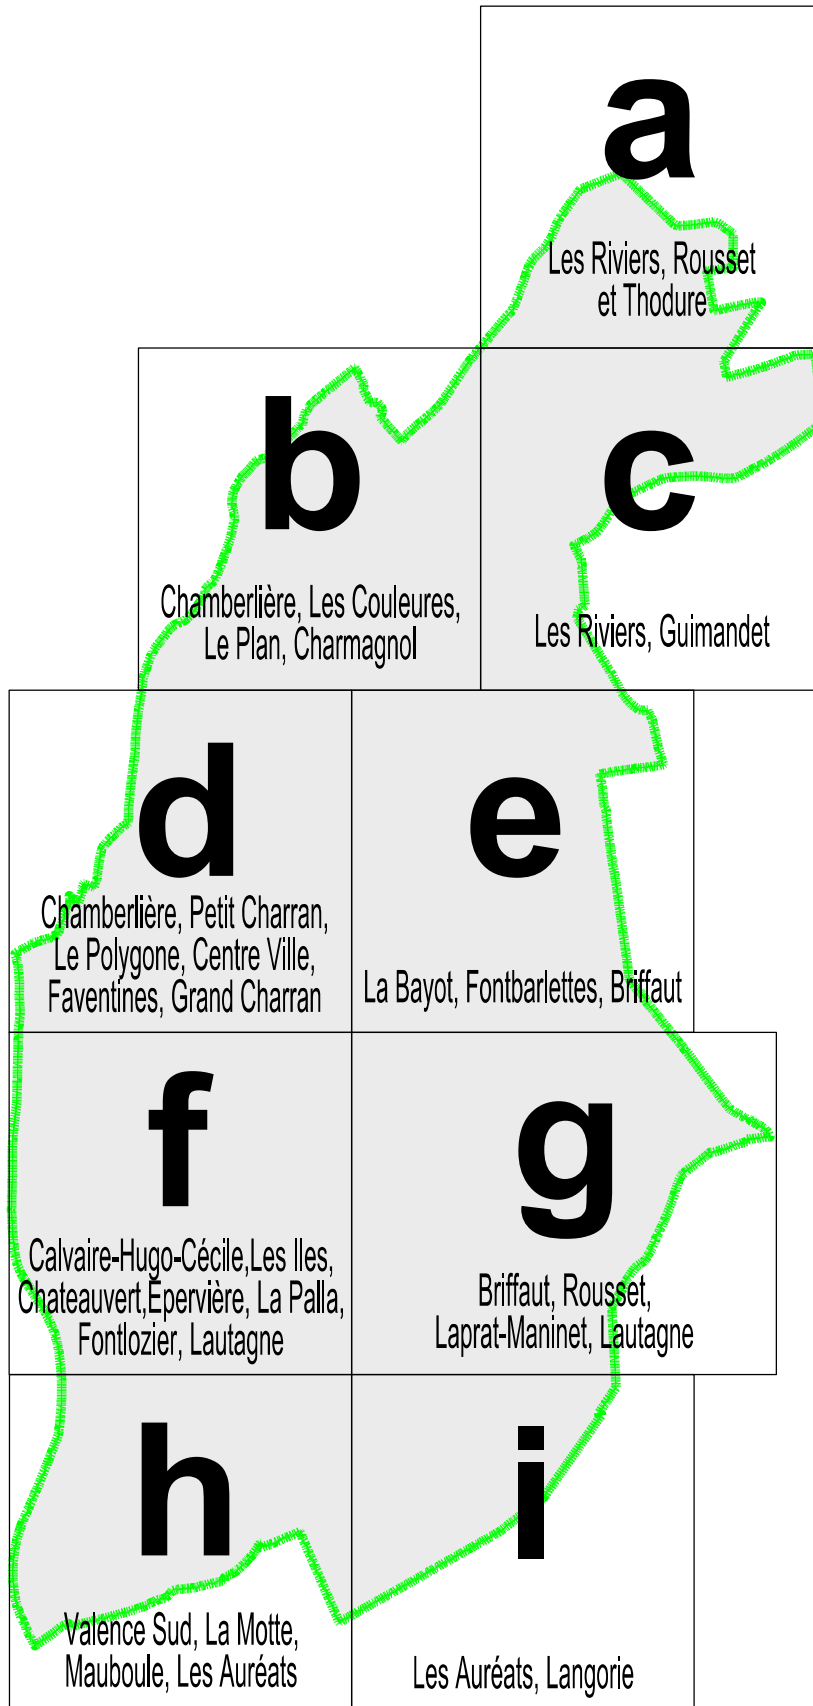 a
Les Riviers, Rousset
et Thodure
b
Chamberlière, Les Couleures,
Le Plan, Charmagnol
c
Les Riviers, Guimandet
d
Chamberlière, Petit Charran,
Le Polygone, Centre Ville,
Faventines, Grand Charran
e
La Bayot, Fontbarlettes, Briffaut
f
Calvaire-Hugo-Cécile,Les Iles,
Chateauvert,Epervière, La Palla,
Fontlozier, Lautagne
g
Briffaut, Rousset,
Laprat-Maninet, Lautagne
h
Valence Sud, La Motte,
Mauboule, Les Auréats
i
Les Auréats, Langorie